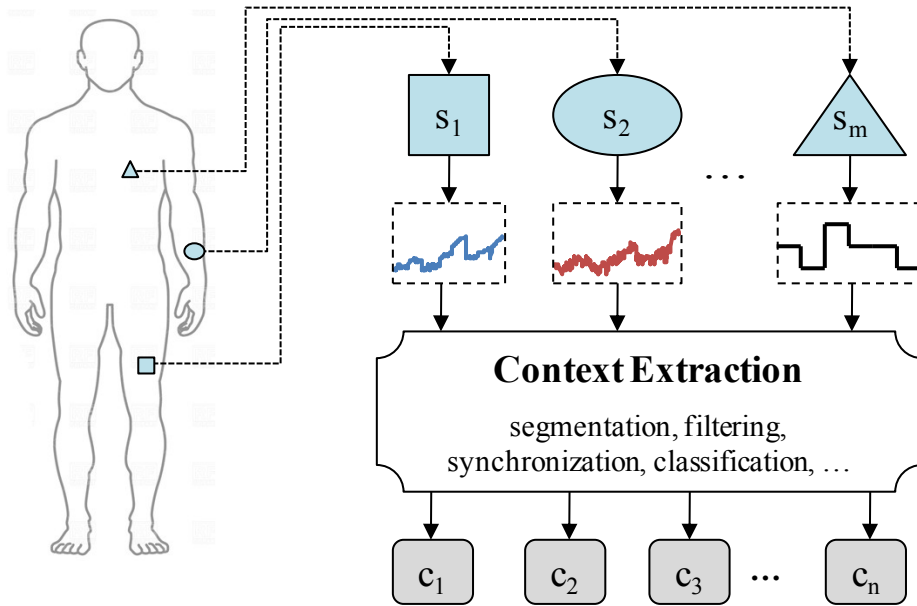 s₁
s₂
sₘ
...
Context Extraction
segmentation, filtering,
synchronization, classification, ...
c₁
c₂
c₃
...
cₙ